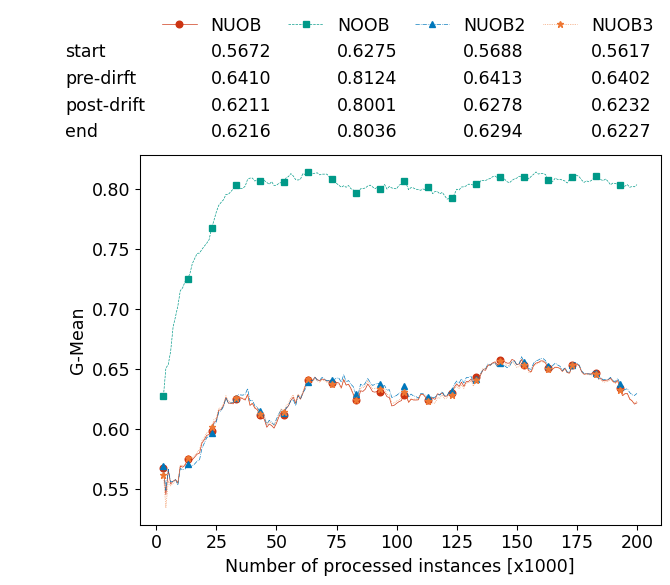 NUOB NOOB NUOB2 NUOB3
start 0.5672 0.6275 0.5688 0.5617
pre-dirft 0.6410 0.8124 0.6413 0.6402
post-drift 0.6211 0.8001 0.6278 0.6232
end 0.6216 0.8036 0.6294 0.6227
0.80
0.75
0.70
0.65
0.60
0.55
G-Mean
0 25 50 75 100 125 150 175 200
Number of processed instances [x1000]